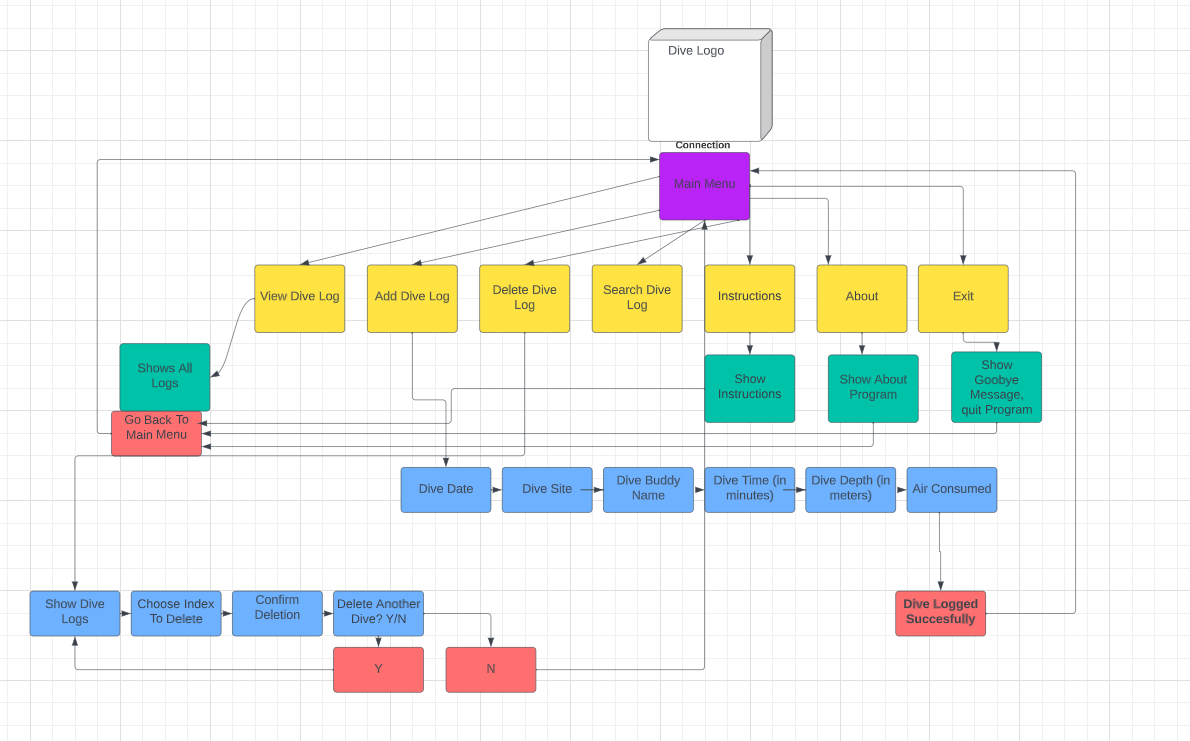 Dive Logo
Connection
Main Menu
View Dive Log
Add Dive Log
Delete Dive
Log
Search Dive
Log
Instructions
About
Exit
Shows All
Logs
Go Back To
Main Menu
Show
Instructions
Show About
Program
Show
Goobye
Message,
quit Program
Dive Date
Dive Site
Dive Buddy
Name
Dive Time (in
minutes)
Dive Depth (in
meters)
Air Consumed
Show Dive
Logs
Choose Index
To Delete
Confirm
Deletion
Delete Another
Dive? Y/N
Dive Logged
Succesfully
Y
N